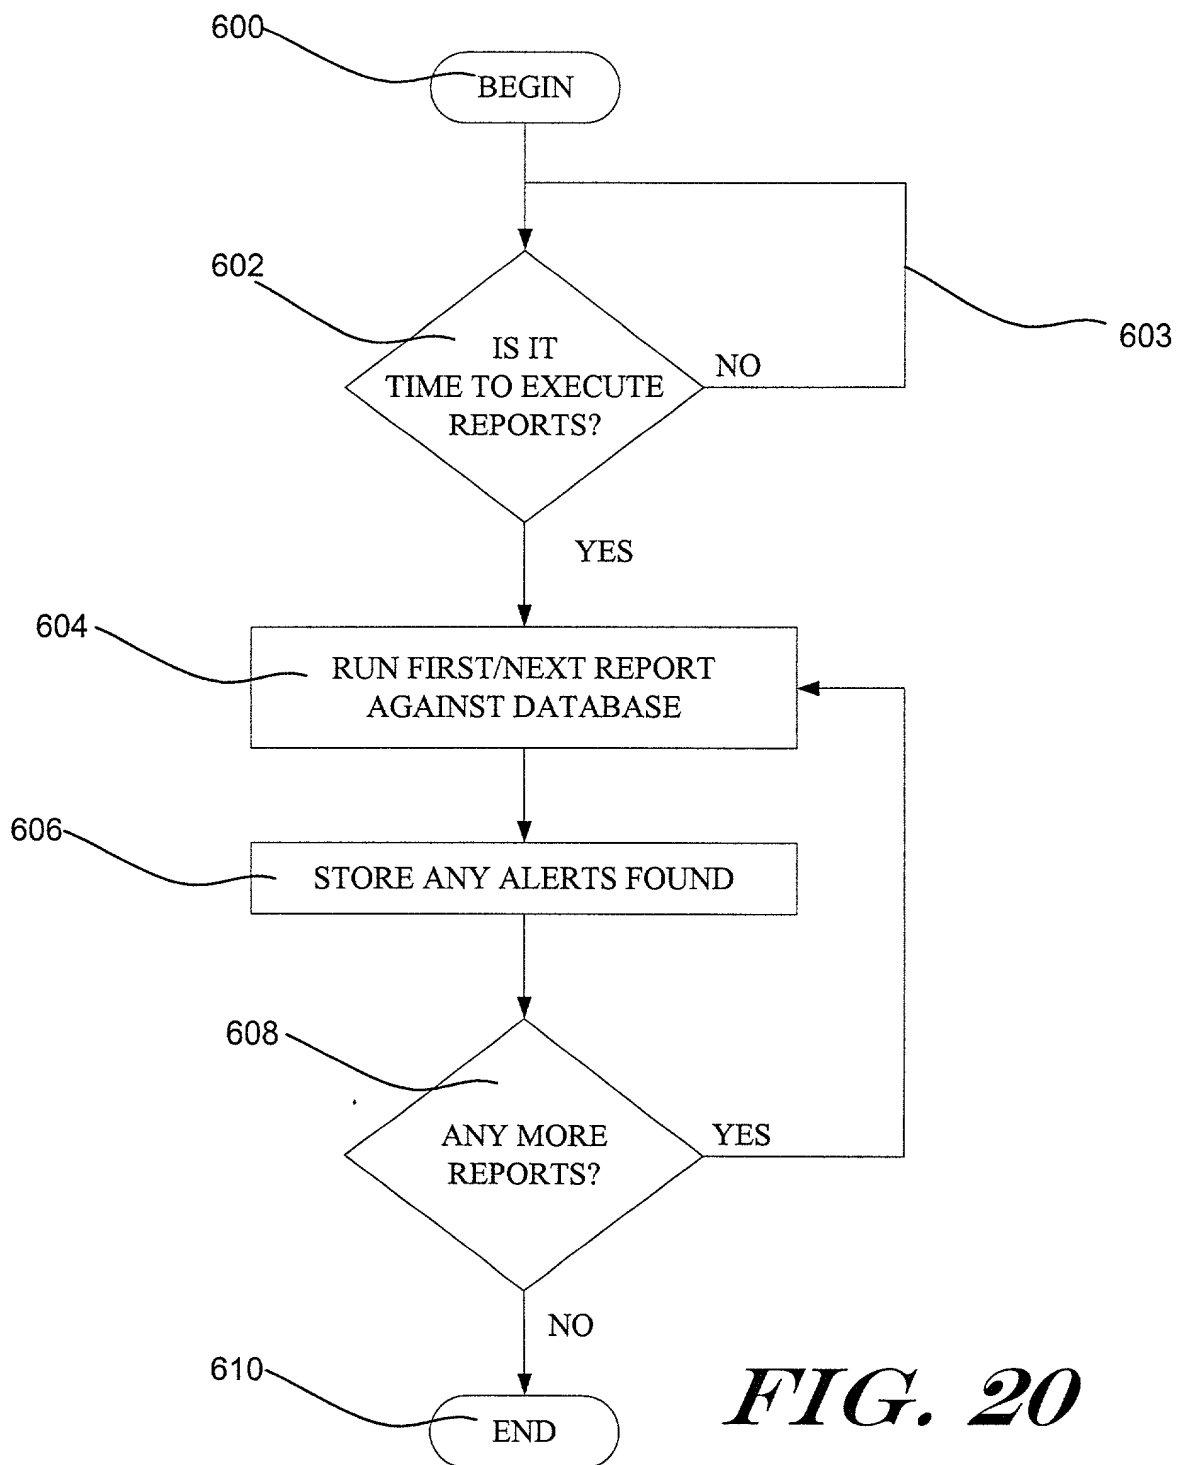 600
BEGIN
602
603
IS IT
TIME TO EXECUTE
REPORTS?
NO
YES
604
RUN FIRST/NEXT REPORT
AGAINST DATABASE
606
STORE ANY ALERTS FOUND
608
ANY MORE
REPORTS?
YES
NO
610
END
FIG. 20